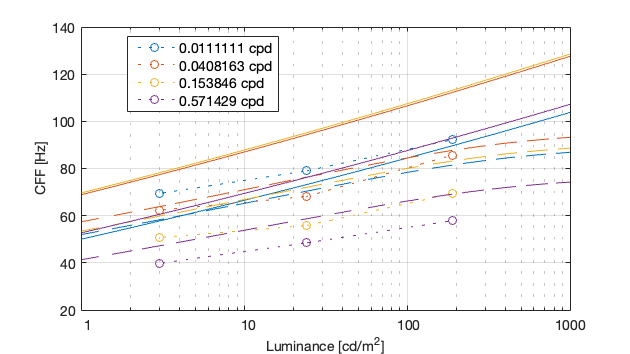 140
120
100
80
60
40
20
CFF [Hz]
0.0111111 cpd
0.0408163 cpd
0.153846 cpd
0.571429 cpd
1
10
100
1000
Luminance [cd/m²]